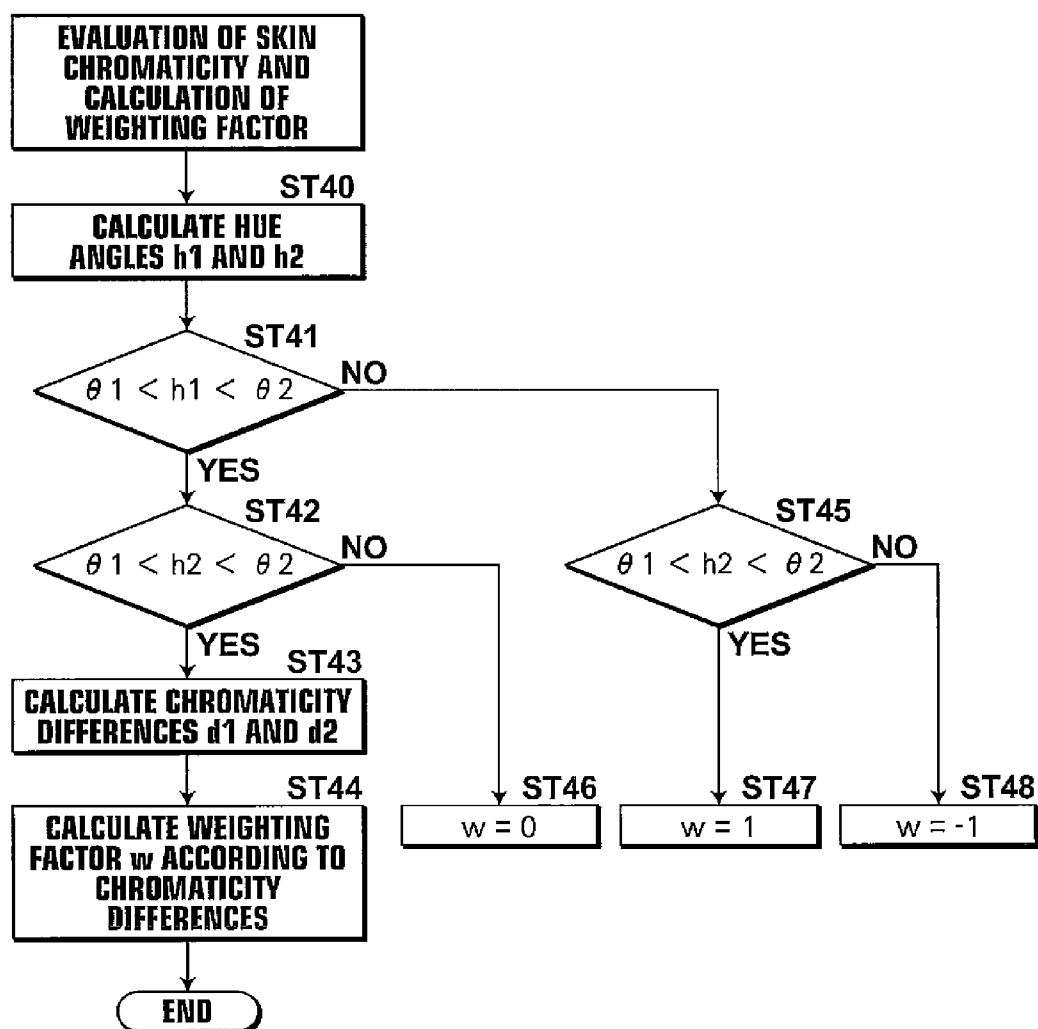 EVALUATION OF SKIN
CHROMATICITY AND
CALCULATION OF
WEIGHTING FACTOR
ST40
CALCULATE HUE
ANGLES h1 AND h2
ST41
θ1 < h1 < θ2
NO
YES
ST42
θ1 < h2 < θ2
NO
YES
ST45
θ1 < h2 < θ2
NO
YES
ST43
CALCULATE CHROMATICITY
DIFFERENCES d1 AND d2
ST44
CALCULATE WEIGHTING
FACTOR w ACCORDING TO
CHROMATICITY
DIFFERENCES
ST46
w = 0
ST47
w = 1
ST48
w = -1
END